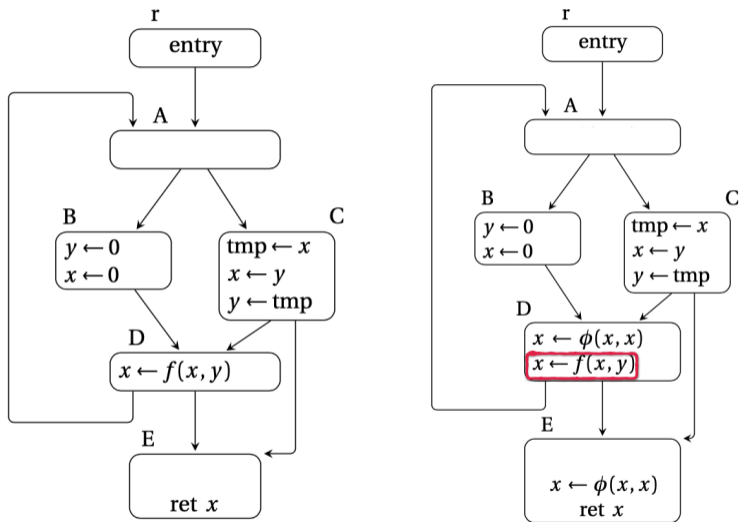 r
entry
A
B
y ← 0
x ← 0
C
tmp ← x
x ← y
y ← tmp
D
x ← f(x, y)
E
ret x
r
entry
A
B
y ← 0
x ← 0
C
tmp ← x
x ← y
y ← tmp
D
x ← ϕ(x, x)
x ← f(x, y)
E
x ← ϕ(x, x)
ret x